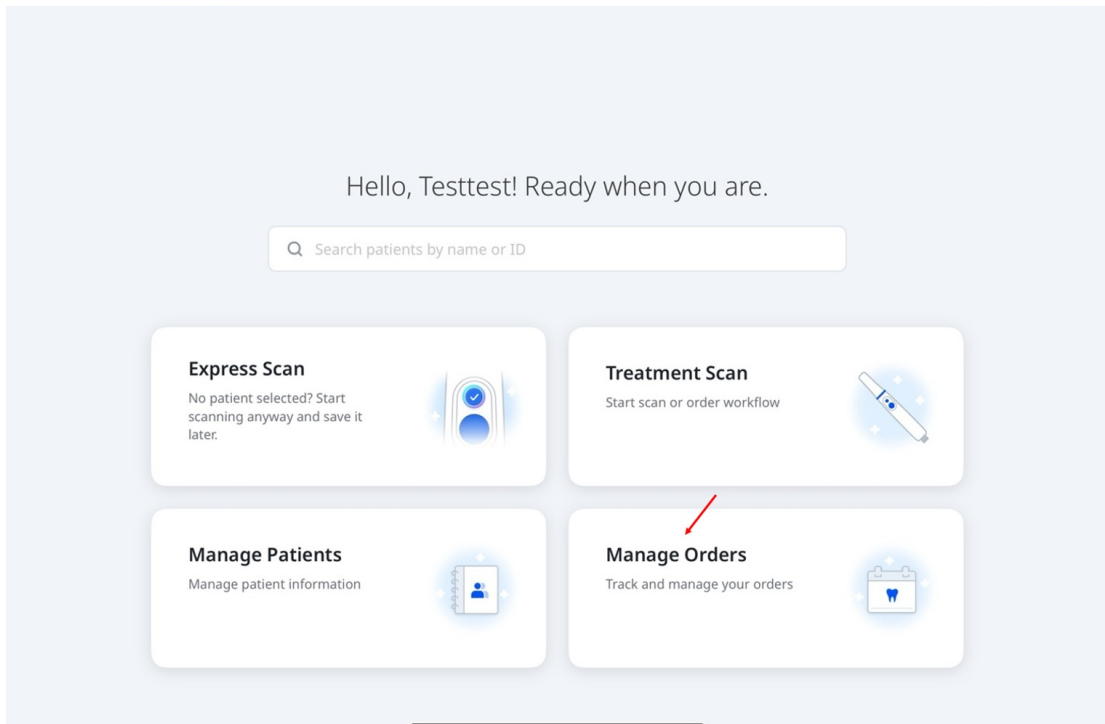 Hello, Testtest! Ready when you are.
Search patients by name or ID
Express Scan
No patient selected? Start
scanning anyway and save it
later.
Treatment Scan
Start scan or order workflow
Manage Patients
Manage patient information
Manage Orders
Track and manage your orders